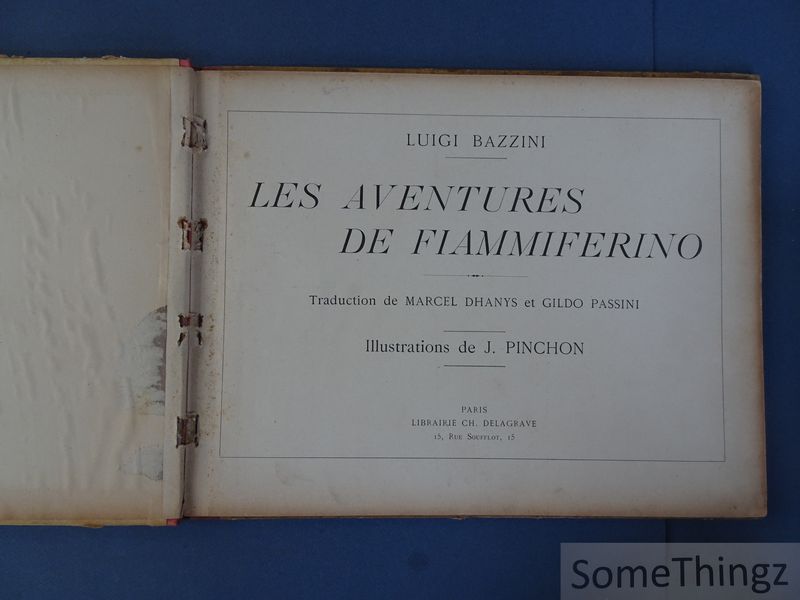 LUIGI BAZZINI
LES AVENTURES
DE FIAMMIFERINO
Traduction de MARCEL DHANYS et GILDO PASSINI
Illustrations de J. PINCHON
PARIS
LIBRAIRIE CH. DELAGRAVE
15, RUE SOUFFLOT, 15
SomeThingz